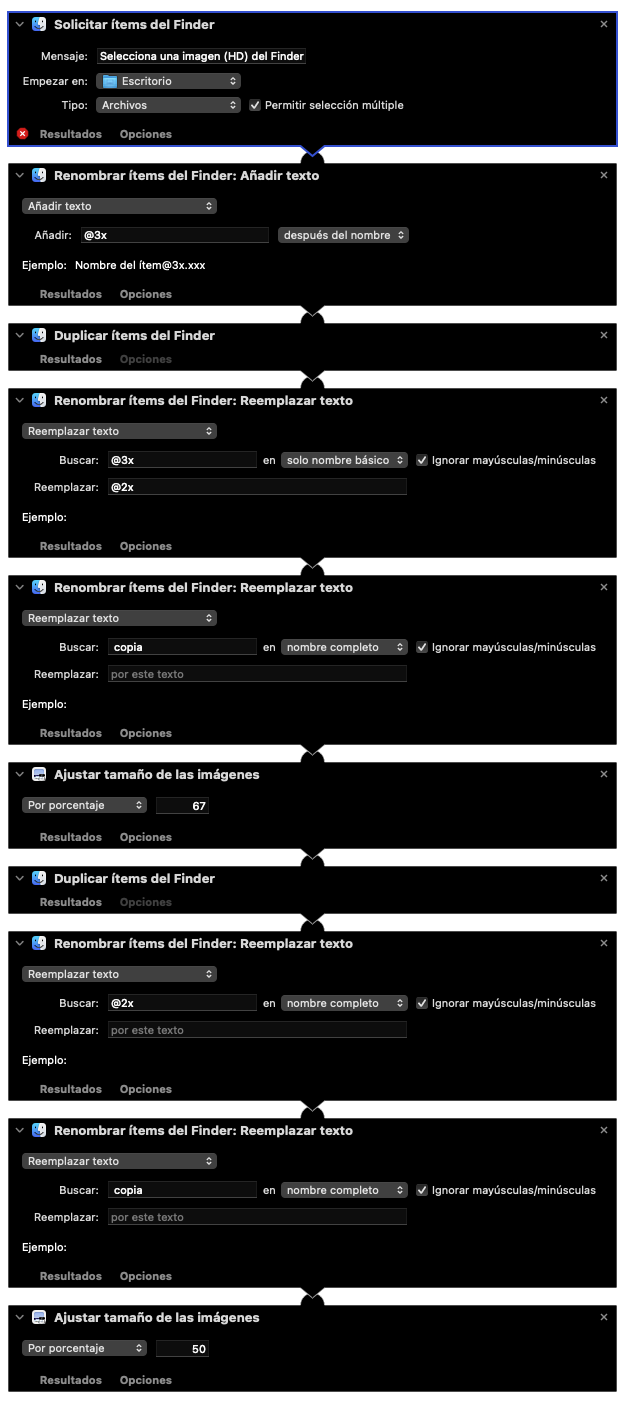 Solicitar ítems del Finder
Mensaje: Selecciona una imagen (HD) del Finder
Empezar en: Escritorio
Tipo: Archivos Permitir selección múltiple
Resultados Opciones
Renombrar ítems del Finder: Añadir texto
Añadir texto
Añadir: @3x después del nombre
Ejemplo: Nombre del ítem@3x.xxx
Resultados Opciones
Duplicar ítems del Finder
Resultados Opciones
Renombrar ítems del Finder: Reemplazar texto
Reemplazar texto
Buscar: @3x en solo nombre básico Ignorar mayúsculas/minúsculas
Reemplazar: @2x
Ejemplo:
Resultados Opciones
Renombrar ítems del Finder: Reemplazar texto
Reemplazar texto
Buscar: copia en nombre completo Ignorar mayúsculas/minúsculas
Reemplazar: por este texto
Ejemplo:
Resultados Opciones
Ajustar tamaño de las imágenes
Por porcentaje 67
Resultados Opciones
Duplicar ítems del Finder
Resultados Opciones
Renombrar ítems del Finder: Reemplazar texto
Reemplazar texto
Buscar: @2x en nombre completo Ignorar mayúsculas/minúsculas
Reemplazar: por este texto
Ejemplo:
Resultados Opciones
Renombrar ítems del Finder: Reemplazar texto
Reemplazar texto
Buscar: copia en nombre completo Ignorar mayúsculas/minúsculas
Reemplazar: por este texto
Ejemplo:
Resultados Opciones
Ajustar tamaño de las imágenes
Por porcentaje 50
Resultados Opciones